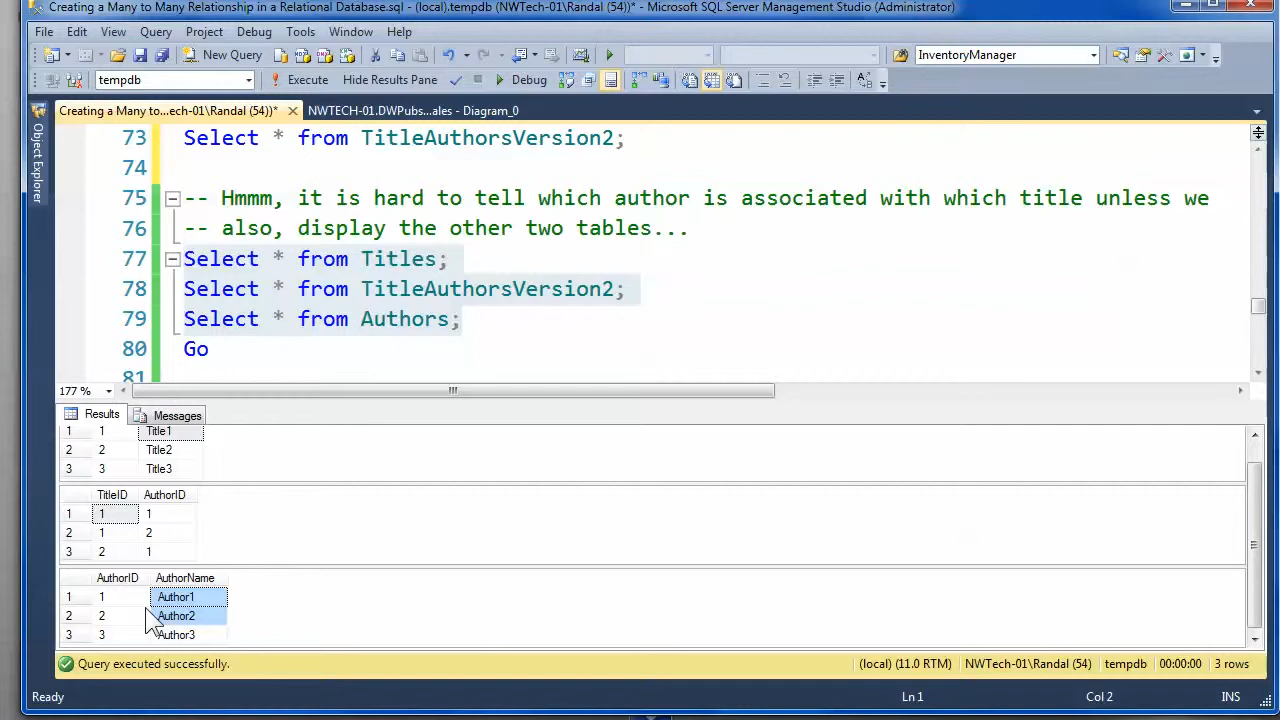 Creating a Many to Many Relationship in a Relational Database.sql - (local).tempdb (NWTech-01\Randal (54))* - Microsoft SQL Server Management Studio (Administrator)
File Edit View Query Project Debug Tools Window Help
New Query InventoryManager
tempdb Execute Hide Results Pane Debug
Creating a Many to...ech-01\Randal (54))* NWTECH-01.DWPubs...ales - Diagram_0
Object Explorer
73 Select * from TitleAuthorsVersion2;
74
75 -- Hmmm, it is hard to tell which author is associated with which title unless we
76 -- also, display the other two tables...
77 Select * from Titles;
78 Select * from TitleAuthorsVersion2;
79 Select * from Authors;
80 Go
81
177 %
Results Messages
1 1 Title1
2 2 Title2
3 3 Title3
TitleID AuthorID
1 1 1
2 1 2
3 2 1
AuthorID AuthorName
1 1 Author1
2 2 Author2
3 3 Author3
Query executed successfully. (local) (11.0 RTM) NWTech-01\Randal (54) tempdb 00:00:00 3 rows
Ready Ln 1 Col 2 INS